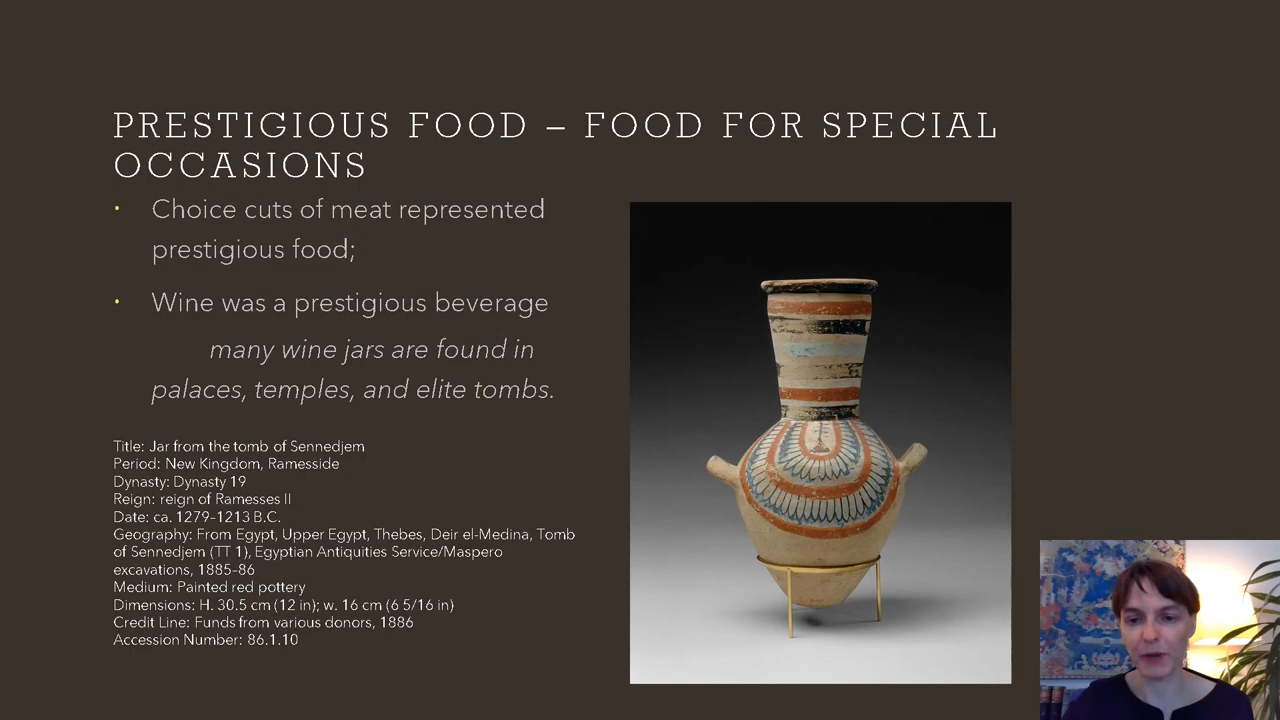 PRESTIGIOUS FOOD – FOOD FOR SPECIAL
OCCASIONS
• Choice cuts of meat represented
prestigious food;
• Wine was a prestigious beverage
many wine jars are found in
palaces, temples, and elite tombs.
Title: Jar from the tomb of Sennedjem
Period: New Kingdom, Ramesside
Dynasty: Dynasty 19
Reign: reign of Ramesses II
Date: ca. 1279–1213 B.C.
Geography: From Egypt, Upper Egypt, Thebes, Deir el-Medina, Tomb
of Sennedjem (TT 1), Egyptian Antiquities Service/Maspero
excavations, 1885–86
Medium: Painted red pottery
Dimensions: H. 30.5 cm (12 in); w. 16 cm (6 5/16 in)
Credit Line: Funds from various donors, 1886
Accession Number: 86.1.10